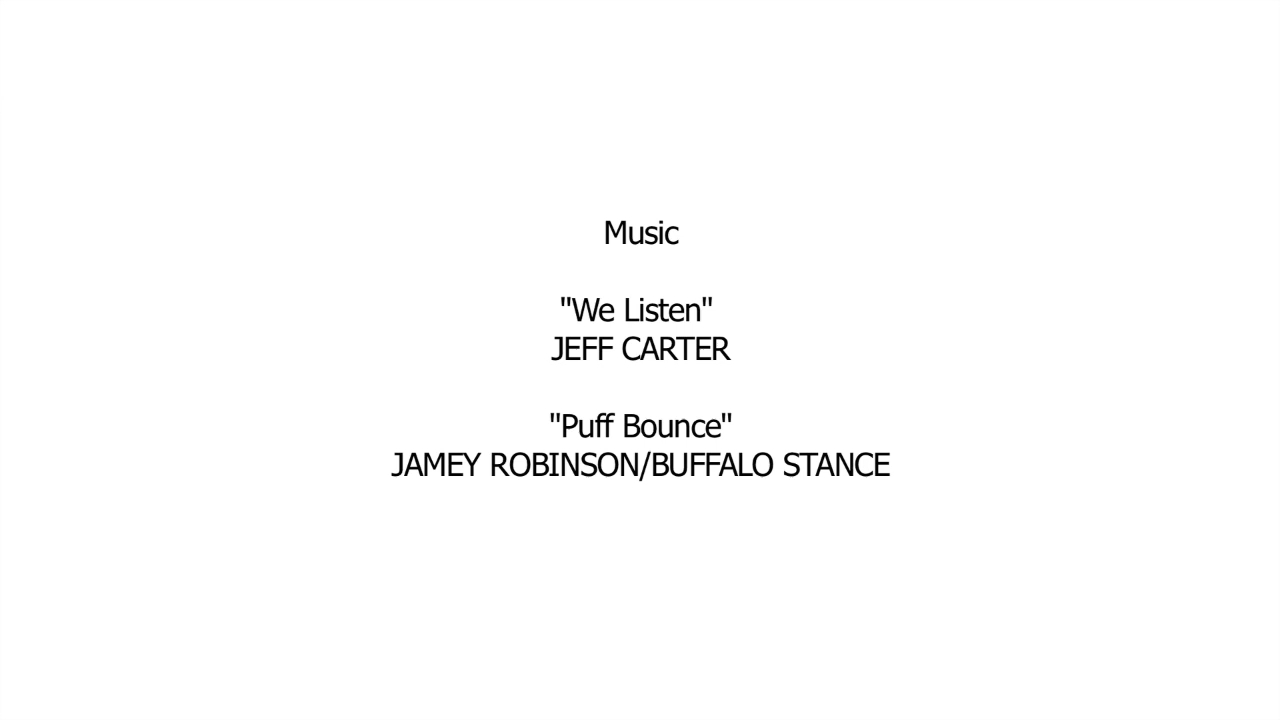 Music
"We Listen"
JEFF CARTER
"Puff Bounce"
JAMEY ROBINSON/BUFFALO STANCE